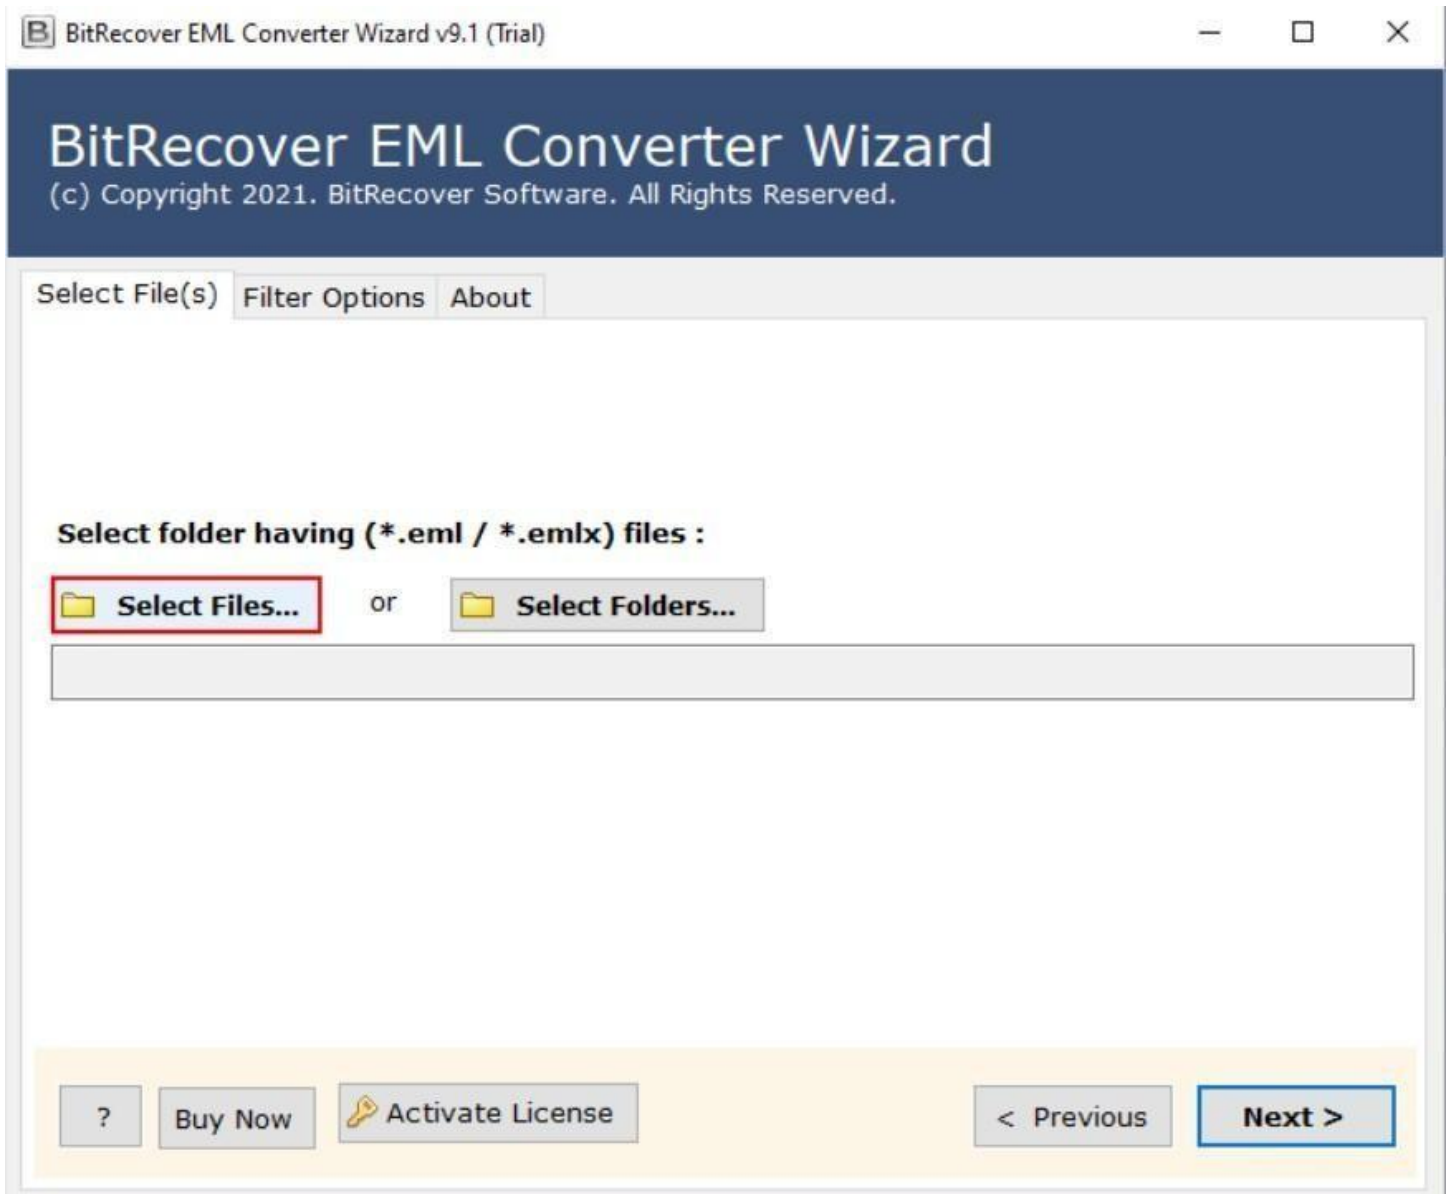 BitRecover EML Converter Wizard v9.1 (Trial)
BitRecover EML Converter Wizard
(c) Copyright 2021. BitRecover Software. All Rights Reserved.
Select File(s) Filter Options About
Select folder having (*.eml / *.emlx) files :
Select Files... or Select Folders...
? Buy Now Activate License < Previous Next >